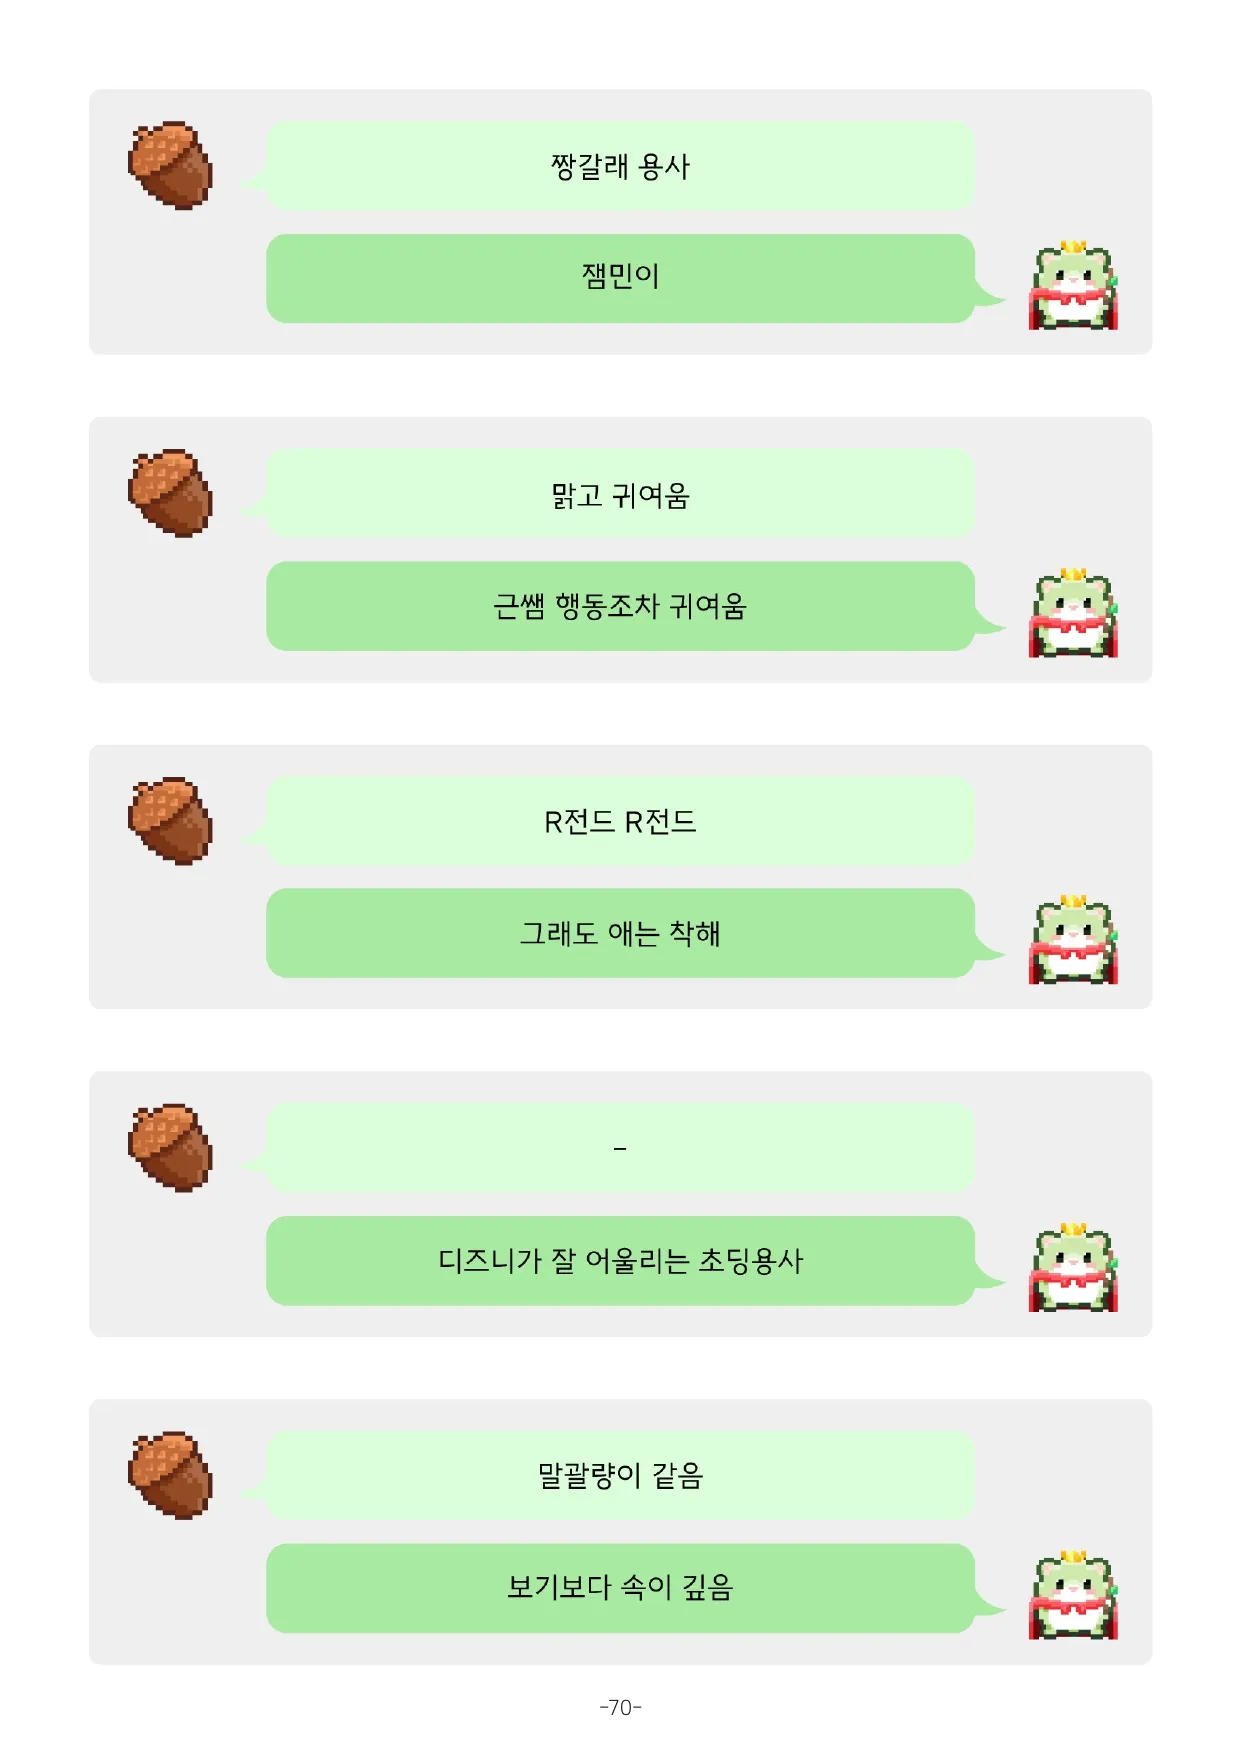 짱갈래 용사
잼민이
맑고 귀여움
근쌤 행동조차 귀여움
R전드 R전드
그래도 애는 착해
-
디즈니가 잘 어울리는 초딩용사
말괄량이 같음
보기보다 속이 깊음
-70-